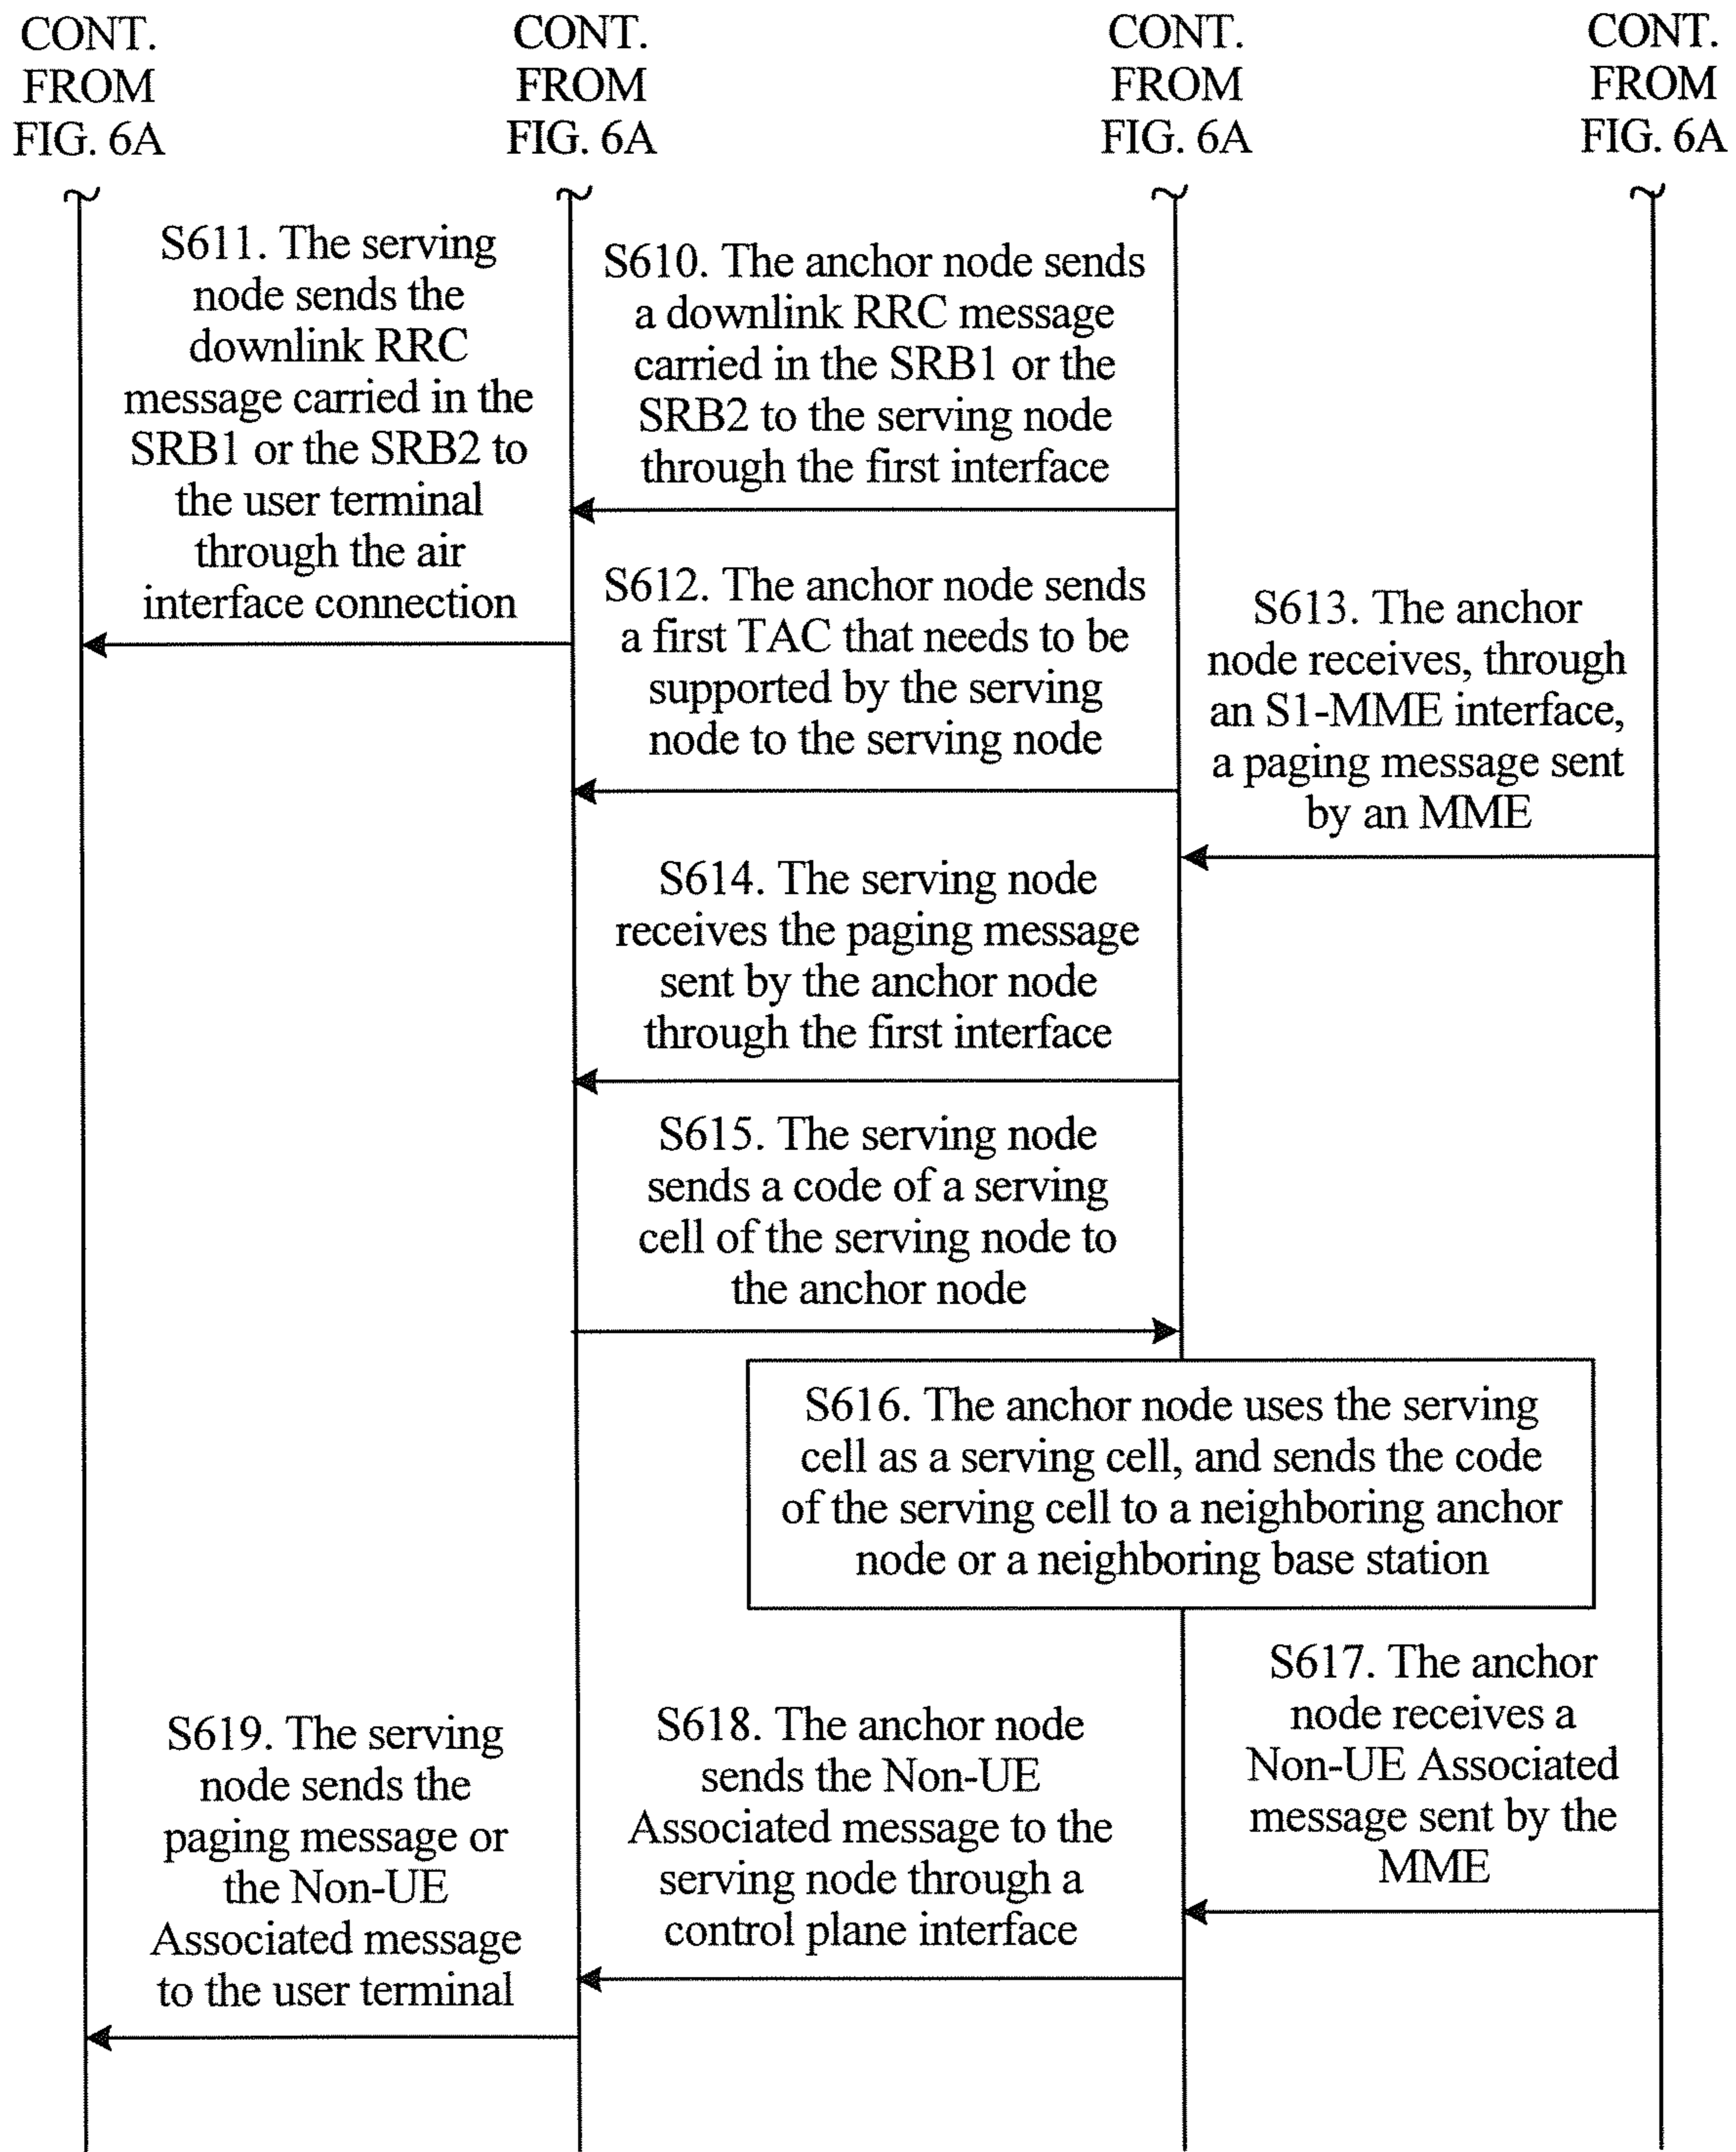 CONT.
FROM
FIG. 6A
CONT.
FROM
FIG. 6A
CONT.
FROM
FIG. 6A
CONT.
FROM
FIG. 6A
S610. The anchor node sends
a downlink RRC message
carried in the SRB1 or the
SRB2 to the serving node
through the first interface
S611. The serving
node sends the
downlink RRC
message carried in the
SRB1 or the SRB2 to
the user terminal
through the air
interface connection
S612. The anchor node sends
a first TAC that needs to be
supported by the serving
node to the serving node
S613. The anchor
node receives, through
an S1-MME interface,
a paging message sent
by an MME
S614. The serving node
receives the paging message
sent by the anchor node
through the first interface
S615. The serving node
sends a code of a serving
cell of the serving node to
the anchor node
S616. The anchor node uses the serving
cell as a serving cell, and sends the code
of the serving cell to a neighboring anchor
node or a neighboring base station
S617. The anchor
node receives a
Non-UE Associated
message sent by the
MME
S618. The anchor node
sends the Non-UE
Associated message to the
serving node through a
control plane interface
S619. The serving
node sends the
paging message or
the Non-UE
Associated message
to the user terminal